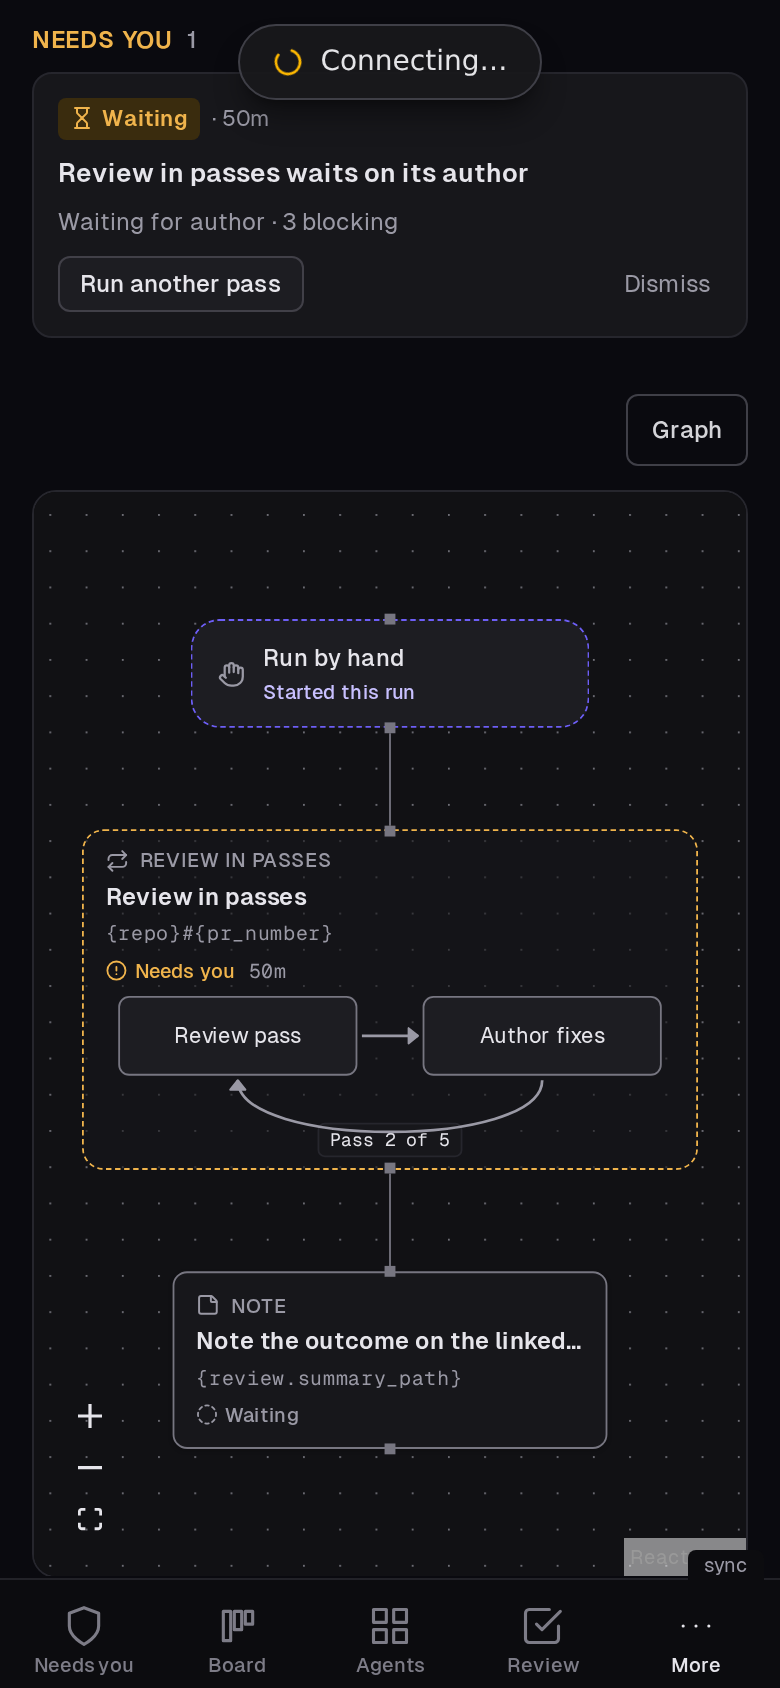 NEEDS YOU 1
Connecting...
Waiting · 50m
Review in passes waits on its author
Waiting for author · 3 blocking
Run another pass
Dismiss
Graph
Run by hand
Started this run
REVIEW IN PASSES
Review in passes
{repo}#{pr_number}
Needs you 50m
Review pass
Author fixes
Pass 2 of 5
NOTE
Note the outcome on the linked...
{review.summary_path}
Waiting
React
sync
Needs you
Board
Agents
Review
More